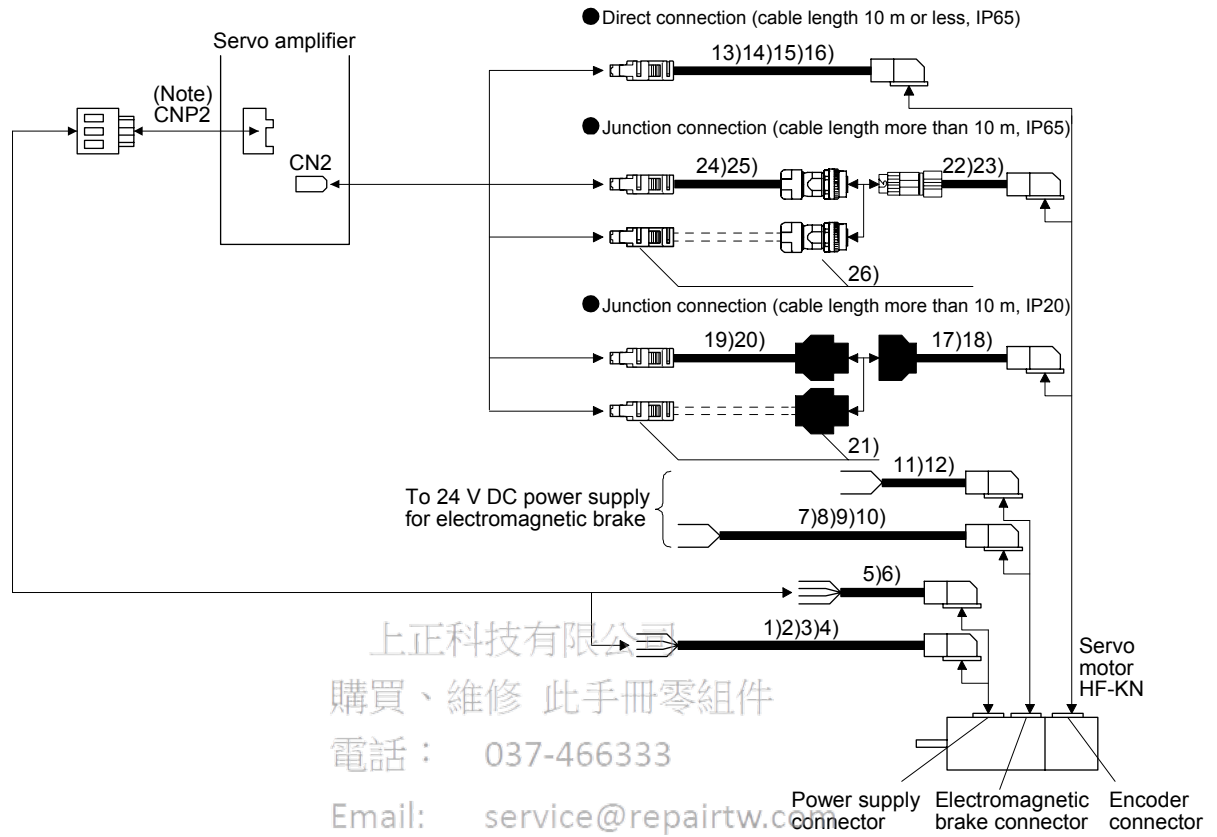 ●Direct connection (cable length 10 m or less, IP65)
Servo amplifier
13)14)15)16)
(Note)
CNP2
●Junction connection (cable length more than 10 m, IP65)
CN2
24)25)
22)23)
26)
●Junction connection (cable length more than 10 m, IP20)
19)20)
17)18)
21)
11)12)
To 24 V DC power supply
for electromagnetic brake
7)8)9)10)
5)6)
1)2)3)4)
Servo
motor
HF-KN
上正科技有限公司
購買、維修 此手冊零組件
電話： 037-466333
Email: service@repairtw.com
Power supply
connector
Electromagnetic
brake connector
Encoder
connector